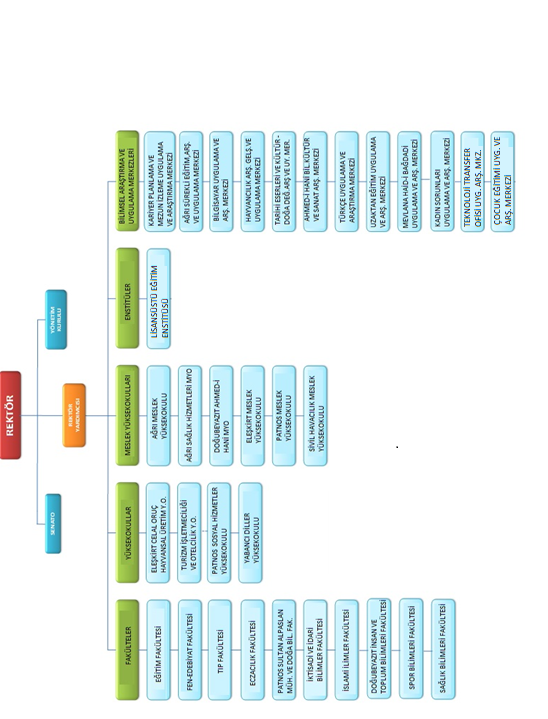 REKTÖR
SENATO
YÖNETİM
KURULU
REKTÖR
YARDIMCISI
FAKÜLTELER
EĞİTİM FAKÜLTESİ
FEN-EDEBİYAT FAKÜLTESİ
TIP FAKÜLTESİ
ECZACILIK FAKÜLTESİ
PATNOS SULTAN ALPASLAN
MÜH. VE DOĞA BİL. FAK.
İKTİSADİ VE İDARİ
BİLİMLER FAKÜLTESİ
İSLAMİ İLİMLER FAKÜLTESİ
DOĞUBEYAZIT İNSAN VE
TOPLUM BİLİMLERİ FAKÜLTESİ
SPOR BİLİMLERİ FAKÜLTESİ
SAĞLIK BİLİMLERİ FAKÜLTESİ
YÜKSEKOKULLAR
ELEŞKİRT CELAL ORUÇ
HAYVANSAL ÜRETİM Y.O.
TURİZM İŞLETMECİLİĞİ
VE OTELCİLİK Y.O.
PATNOS SOSYAL HİZMETLER
YÜKSEKOKULU
YABANCI DİLLER
YÜKSEKOKULU
MESLEK YÜKSEKOKULLARI
AĞRI MESLEK
YÜKSEKOKULU
AĞRI SAĞLIK HİZMETLERİ MYO
DOĞUBEYAZIT AHMED-İ
HANİ MYO
ELEŞKİRT MESLEK
YÜKSEKOKULU
PATNOS MESLEK
YÜKSEKOKULU
SİVİL HAVACILIK MESLEK
YÜKSEKOKULU
ENSTİTÜLER
LİSANSÜSTÜ EĞİTİM
ENSTİTÜSÜ
BİLİMSEL ARAŞTIRMA VE
UYGULAMA MERKEZLERİ
KARİYER PLANLAMA VE
MEZUN İZLEME UYGULAMA
VE ARAŞTIRMA MERKEZİ
AĞRI SÜREKLİ EĞİTİM,ARŞ.
VE UYGULAMA MERKEZİ
BİLGİSAYAR UYGULAMA VE
ARŞ. MERKEZİ
HAYVANCILIK ARŞ. GELŞ.VE
UYGULAMA MERKEZİ
TARİHİ ESERLERİ VE KÜLTÜR -
DOĞA DEĞ.ARŞ VE UY. MER.
AHMED-İ HANİ BİL.KÜLTÜR
VE SANAT ARŞ. MERKEZİ
TÜRKÇE UYGULAMA VE
ARAŞTIRMA MERKEZİ
UZAKTAN EĞİTİM UYGULAMA
VE ARŞ. MERKEZİ
MEVLANA HALİD-İ BAĞDADİ
UYGULAMA VE ARŞ. MERKEZİ
KADIN SORUNLARI
UYGULAMA VE ARŞ. MERKEZİ
TEKNOLOJİ TRANSFER
OFİSİ UYG. ARŞ. MKZ.
ÇOCUK EĞİTİMİ UYG. VE
ARŞ. MERKEZİ